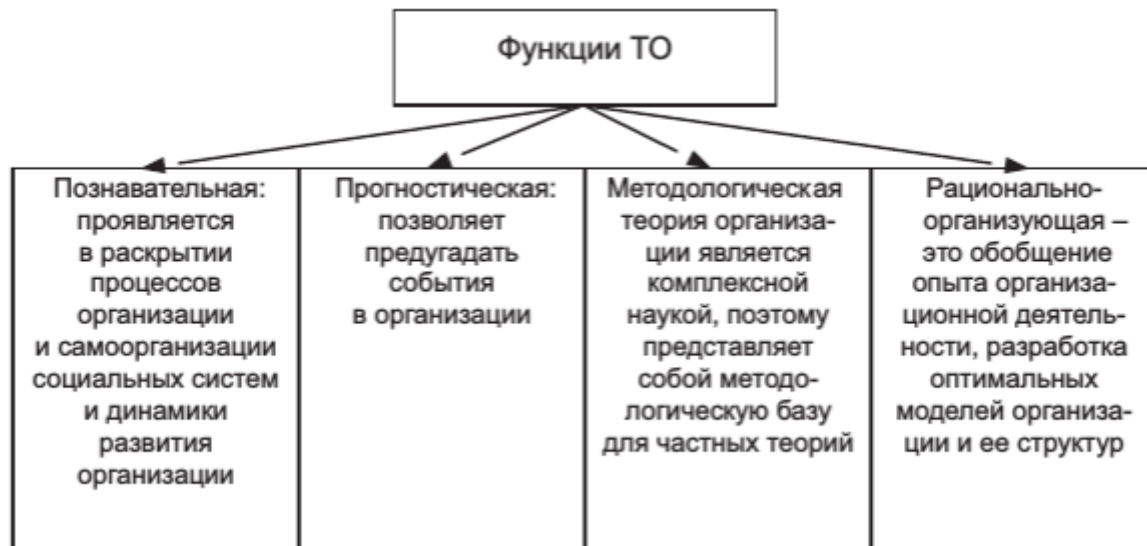 Функции ТО
Познавательная:
проявляется
в раскрытии
процессов
организации
и самоорганизации
социальных систем
и динамики
развития
организации
Прогностическая:
позволяет
предугадать
события
в организации
Методологическая
теория организа-
ции является
комплексной
наукой, поэтому
представляет
собой методо-
логическую базу
для частных теорий
Рационально-
организующая –
это обобщение
опыта организа-
ционной деятель-
ности, разработка
оптимальных
моделей организа-
ции и ее структур